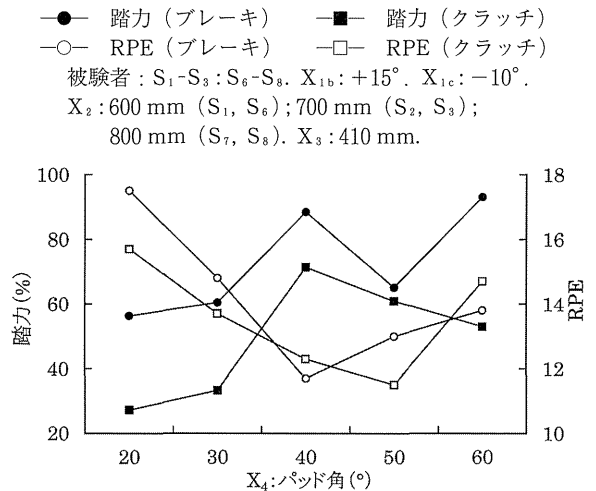 踏力（ブレーキ） 踏力（クラッチ）
RPE（ブレーキ） RPE（クラッチ）
被験者：S₁-S₃：S₆-S₈. X₁b：+15°. X₁c：−10°.
X₂：600 mm（S₁, S₆）；700 mm（S₂, S₃）；
800 mm（S₇, S₈）. X₃：410 mm.
100 18
80 16
60 14
40 12
20 10
踏力(%)
RPE
20 30 40 50 60
X₄：パッド角(°)